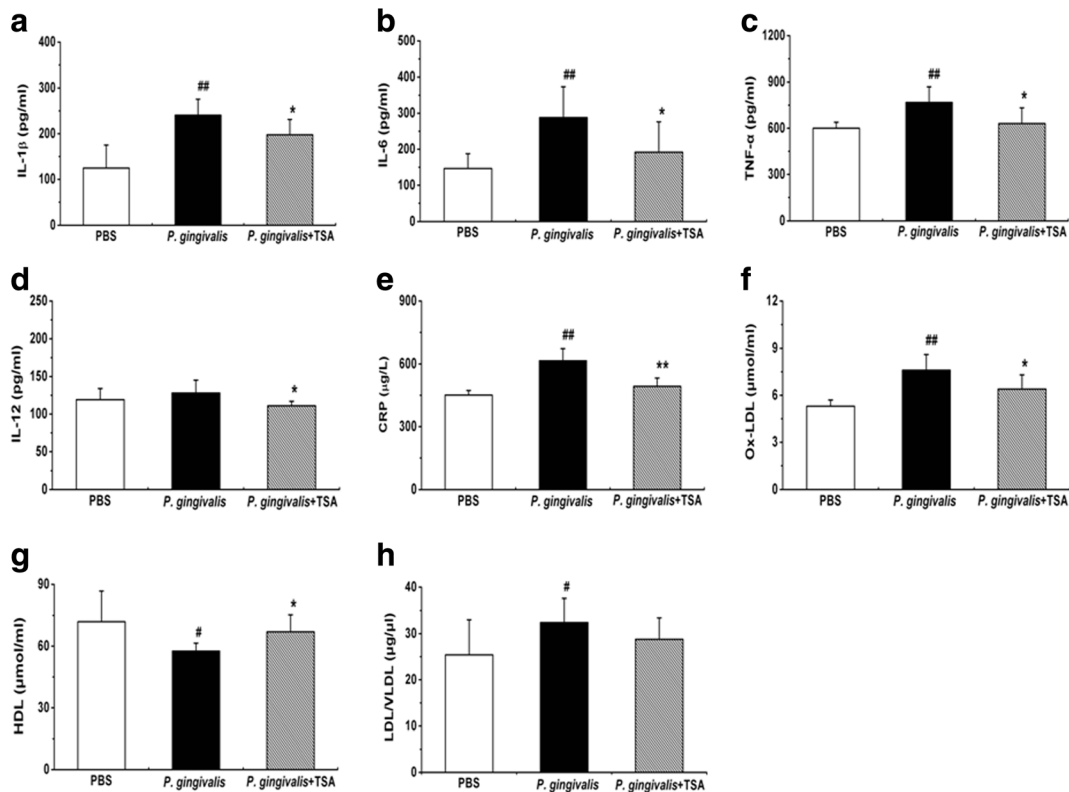 a
IL-1β (pg/ml)
400
300
200
100
0
##
*
PBS
P. gingivalis
P. gingivalis+TSA
b
IL-6 (pg/ml)
500
400
300
200
100
0
##
*
PBS
P. gingivalis
P. gingivalis+TSA
c
TNF-α (pg/ml)
1200
900
600
300
0
##
*
PBS
P. gingivalis
P. gingivalis+TSA
d
IL-12 (pg/ml)
250
200
150
100
50
0
*
PBS
P. gingivalis
P. gingivalis+TSA
e
CRP (μg/L)
900
600
300
0
##
**
PBS
P. gingivalis
P. gingivalis+TSA
f
Ox-LDL (μmol/ml)
12
9
6
3
0
##
*
PBS
P. gingivalis
P. gingivalis+TSA
g
HDL (μmol/ml)
90
60
30
0
#
*
PBS
P. gingivalis
P. gingivalis+TSA
h
LDL/VLDL (μg/μl)
40
30
20
10
0
#
PBS
P. gingivalis
P. gingivalis+TSA